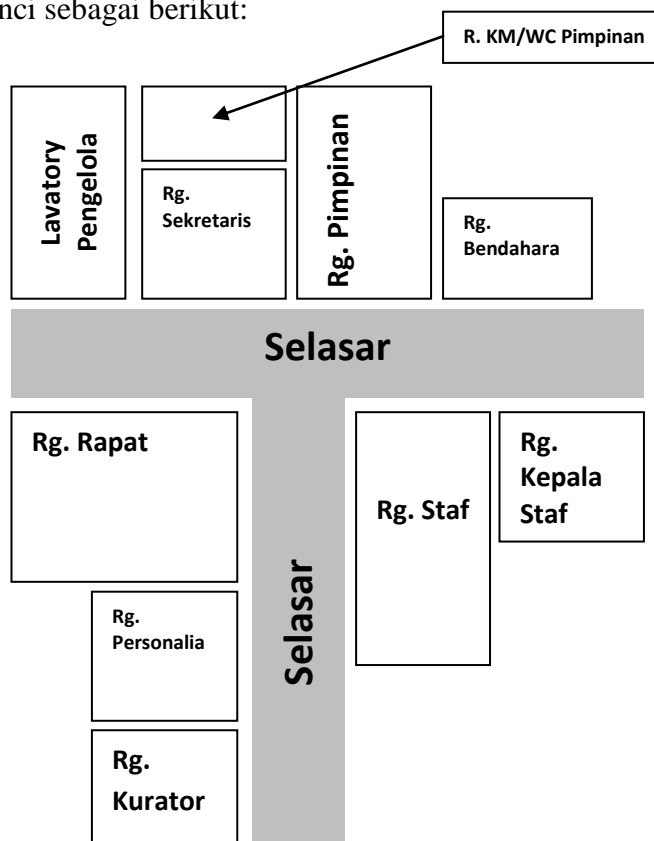 nci sebagai berikut:
R. KM/WC Pimpinan
Lavatory
Pengelola
Rg.
Sekretaris
Rg. Pimpinan
Rg.
Bendahara
Selasar
Rg. Rapat
Rg. Staf
Rg.
Kepala
Staf
Selasar
Rg.
Personalia
Rg.
Kurator